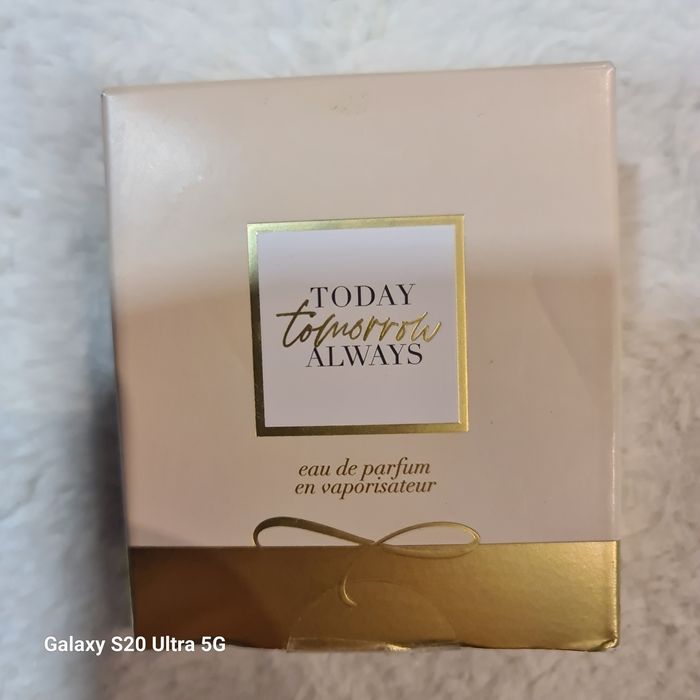 TODAY
tomorrow
ALWAYS
eau de parfum
en vaporisateur
Galaxy S20 Ultra 5G